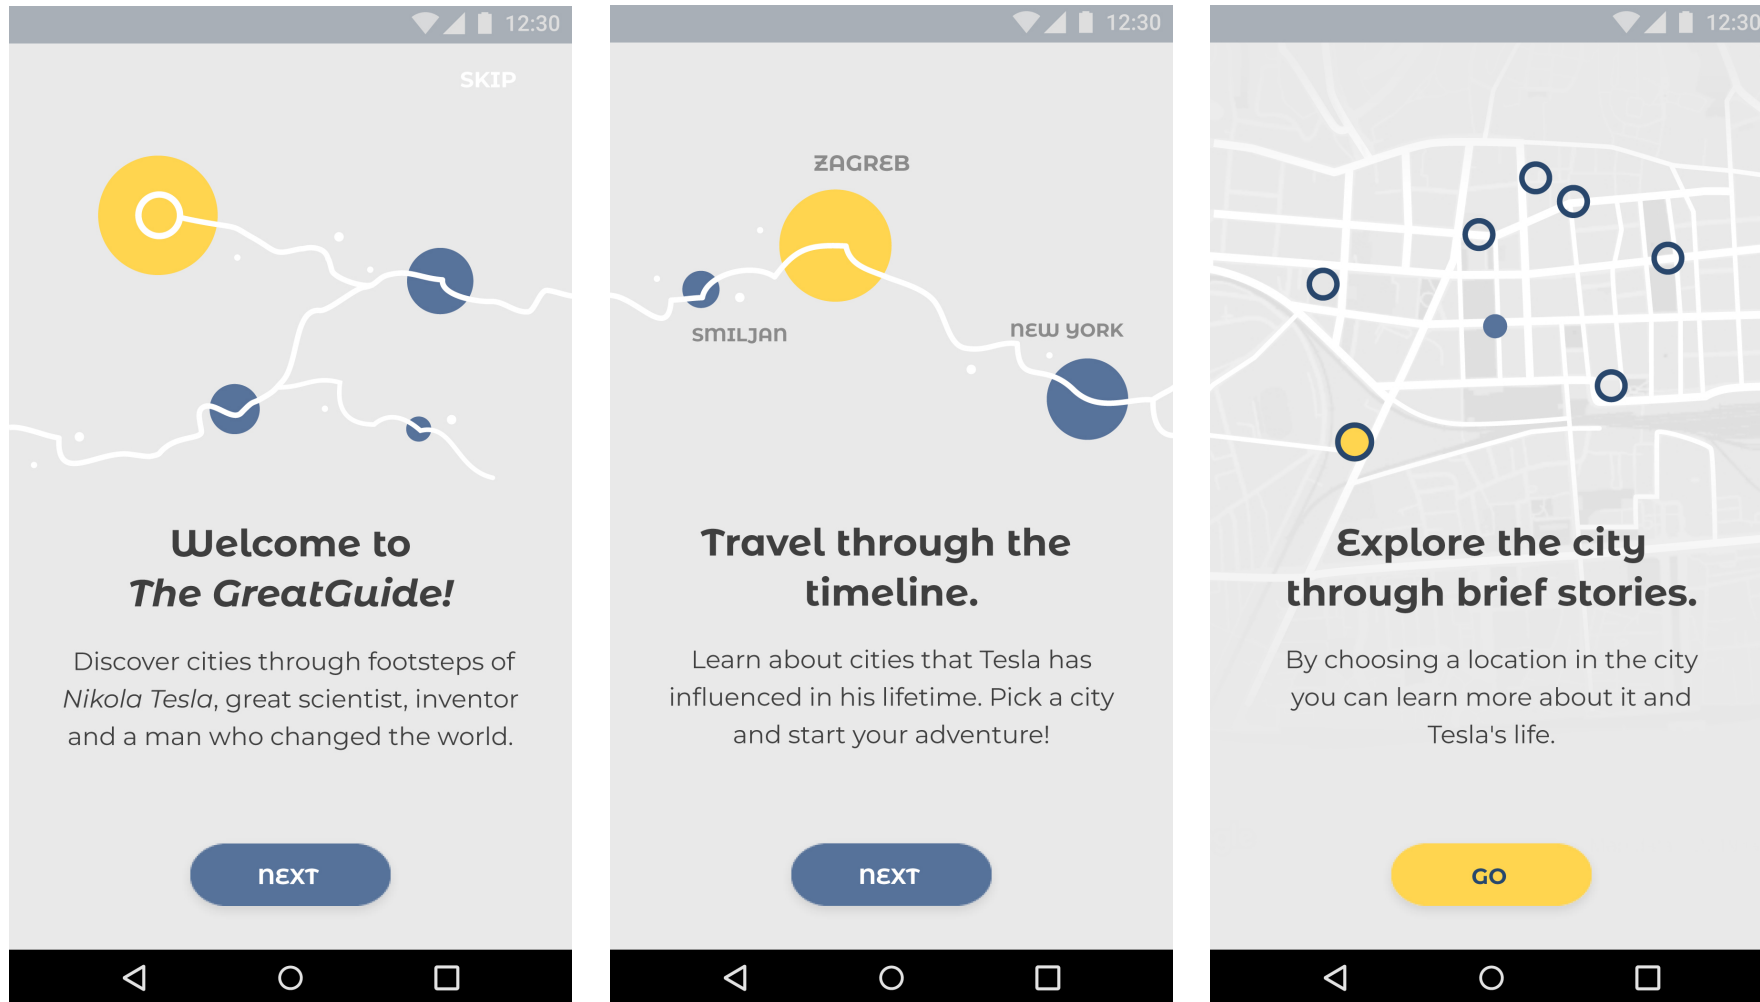 12:30
SKIP
Welcome to
The GreatGuide!
Discover cities through footsteps of
Nikola Tesla, great scientist, inventor
and a man who changed the world.
NEXT
12:30
ZAGREB
SMILJAN
NEW YORK
Travel through the
timeline.
Learn about cities that Tesla has
influenced in his lifetime. Pick a city
and start your adventure!
NEXT
12:30
Explore the city
through brief stories.
By choosing a location in the city
you can learn more about it and
Tesla's life.
GO